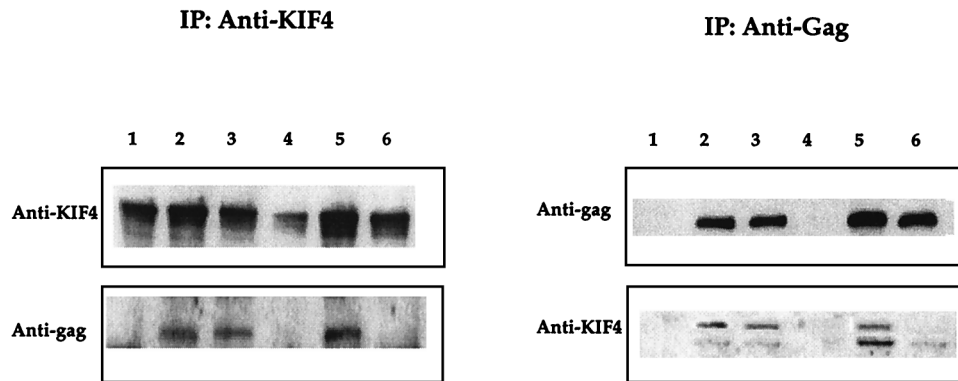 IP: Anti-KIF4
1 2 3 4 5 6
Anti-KIF4
Anti-gag
IP: Anti-Gag
1 2 3 4 5 6
Anti-gag
Anti-KIF4